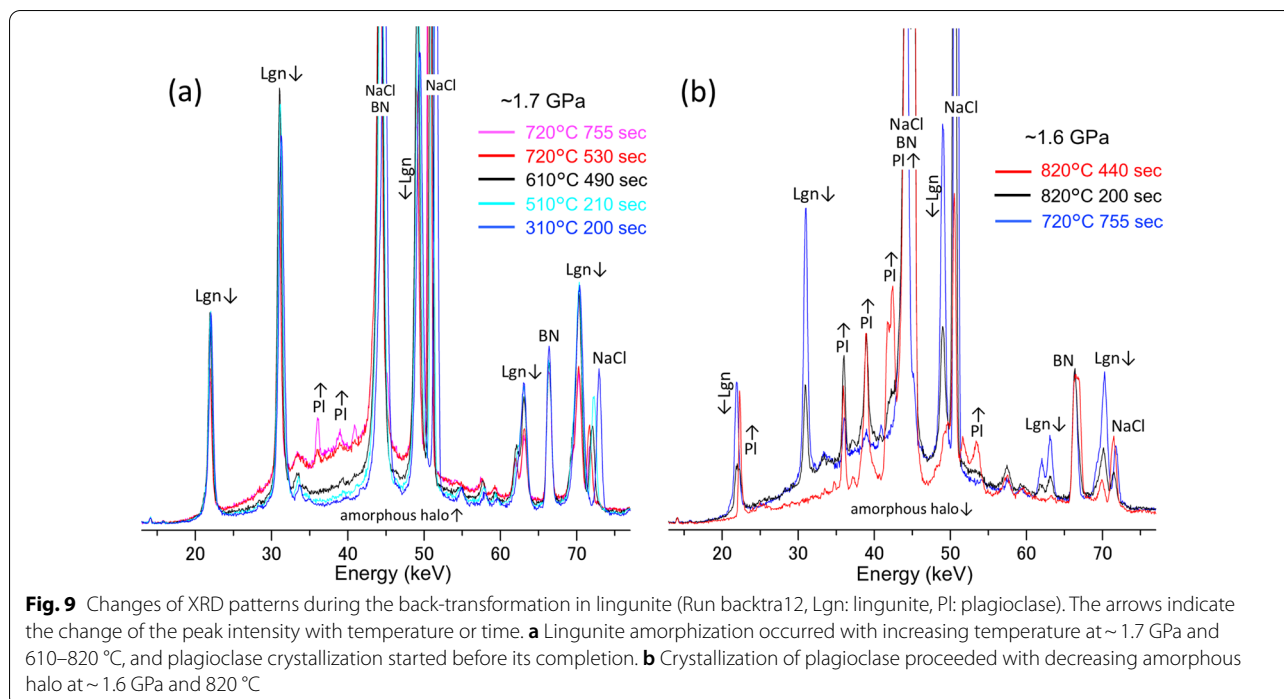 (a)
Lgn↓
NaCl
BN
NaCl
~1.7 GPa
720°C 755 sec
720°C 530 sec
610°C 490 sec
510°C 210 sec
310°C 200 sec
←Lgn
Lgn↓
↑
Pl
↑
Pl
Lgn↓
BN
Lgn↓
NaCl
amorphous halo↑
20 30 40 50 60 70
Energy (keV)
(b)
Lgn↓
NaCl
BN
Pl↑
NaCl
~1.6 GPa
820°C 440 sec
820°C 200 sec
720°C 755 sec
←Lgn
←Lgn
↑
Pl
↑
Pl
↑
Pl
↑
Pl
↑
Pl
BN
Lgn↓
Lgn↓
NaCl
amorphous halo↓
20 30 40 50 60 70
Energy (keV)
Fig. 9 Changes of XRD patterns during the back-transformation in lingunite (Run backtra12, Lgn: lingunite, Pl: plagioclase). The arrows indicate
the change of the peak intensity with temperature or time. a Lingunite amorphization occurred with increasing temperature at ~ 1.7 GPa and
610–820 °C, and plagioclase crystallization started before its completion. b Crystallization of plagioclase proceeded with decreasing amorphous
halo at ~ 1.6 GPa and 820 °C